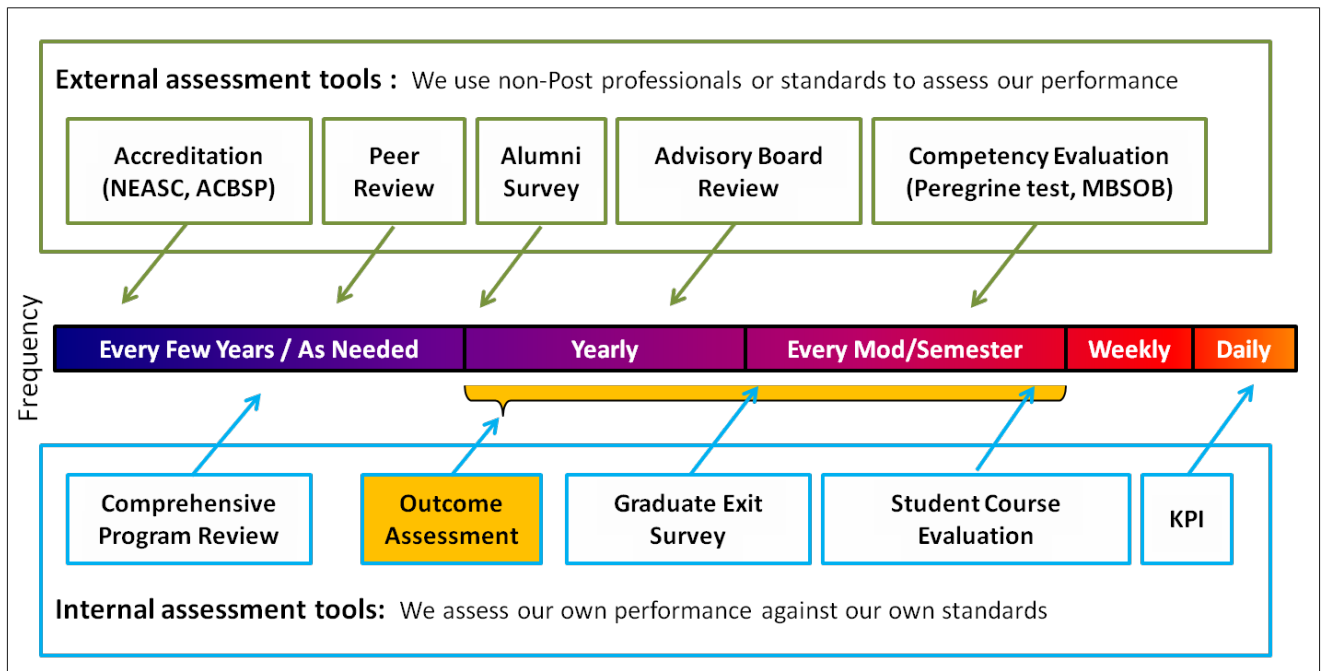 External assessment tools : We use non-Post professionals or standards to assess our performance
Accreditation
(NEASC, ACBSP)
Peer
Review
Alumni
Survey
Advisory Board
Review
Competency Evaluation
(Peregrine test, MBSOB)
Frequency
Every Few Years / As Needed
Yearly
Every Mod/Semester
Weekly
Daily
Comprehensive
Program Review
Outcome
Assessment
Graduate Exit
Survey
Student Course
Evaluation
KPI
Internal assessment tools: We assess our own performance against our own standards